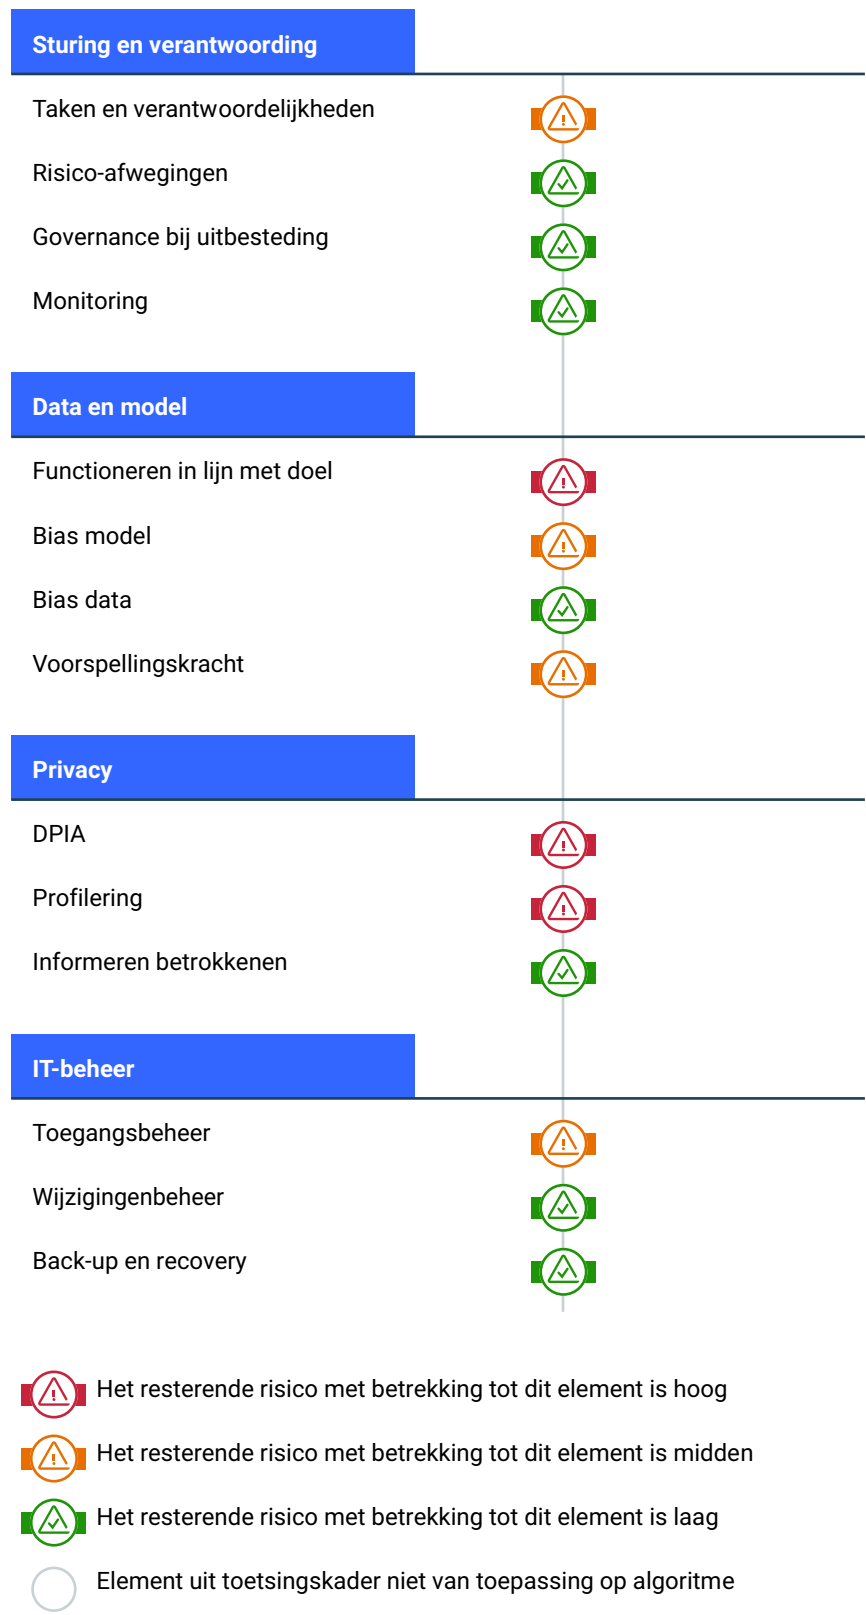 Sturing en verantwoording
Taken en verantwoordelijkheden
Risico-afwegingen
Governance bij uitbesteding
Monitoring
Data en model
Functioneren in lijn met doel
Bias model
Bias data
Voorspellingskracht
Privacy
DPIA
Profilering
Informeren betrokkenen
IT-beheer
Toegangsbeheer
Wijzigingenbeheer
Back-up en recovery
Het resterende risico met betrekking tot dit element is hoog
Het resterende risico met betrekking tot dit element is midden
Het resterende risico met betrekking tot dit element is laag
Element uit toetsingskader niet van toepassing op algoritme